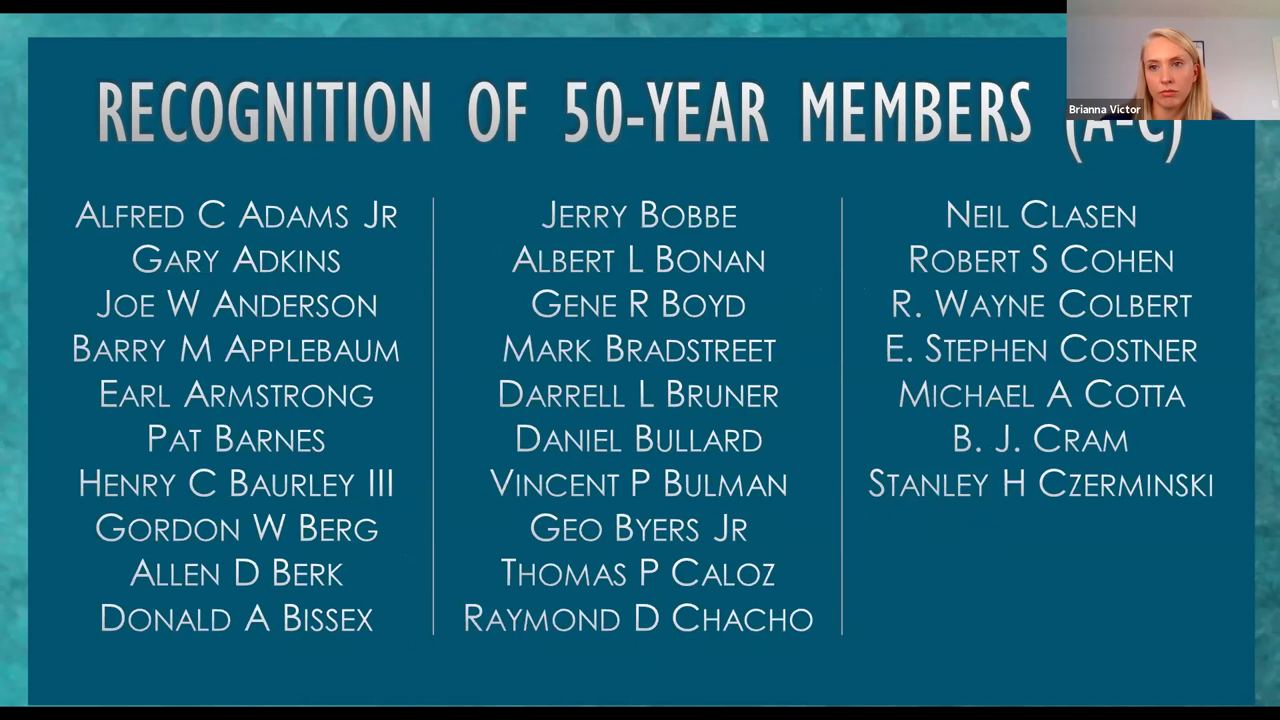 RECOGNITION OF 50-YEAR MEMBERS (A-C)
Brianna Victor
ALFRED C ADAMS JR
GARY ADKINS
JOE W ANDERSON
BARRY M APPLEBAUM
EARL ARMSTRONG
PAT BARNES
HENRY C BAURLEY III
GORDON W BERG
ALLEN D BERK
DONALD A BISSEX
JERRY BOBBE
ALBERT L BONAN
GENE R BOYD
MARK BRADSTREET
DARRELL L BRUNER
DANIEL BULLARD
VINCENT P BULMAN
GEO BYERS JR
THOMAS P CALOZ
RAYMOND D CHACHO
NEIL CLASEN
ROBERT S COHEN
R. WAYNE COLBERT
E. STEPHEN COSTNER
MICHAEL A COTTA
B. J. CRAM
STANLEY H CZERMINSKI